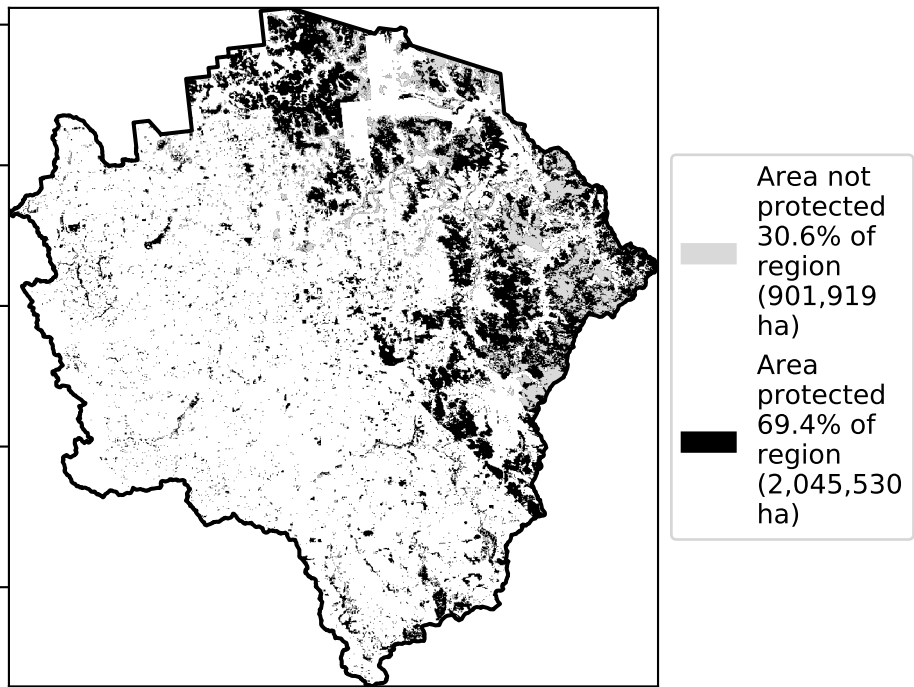 Area not
protected
30.6% of
region
(901,919
ha)
Area
protected
69.4% of
region
(2,045,530
ha)